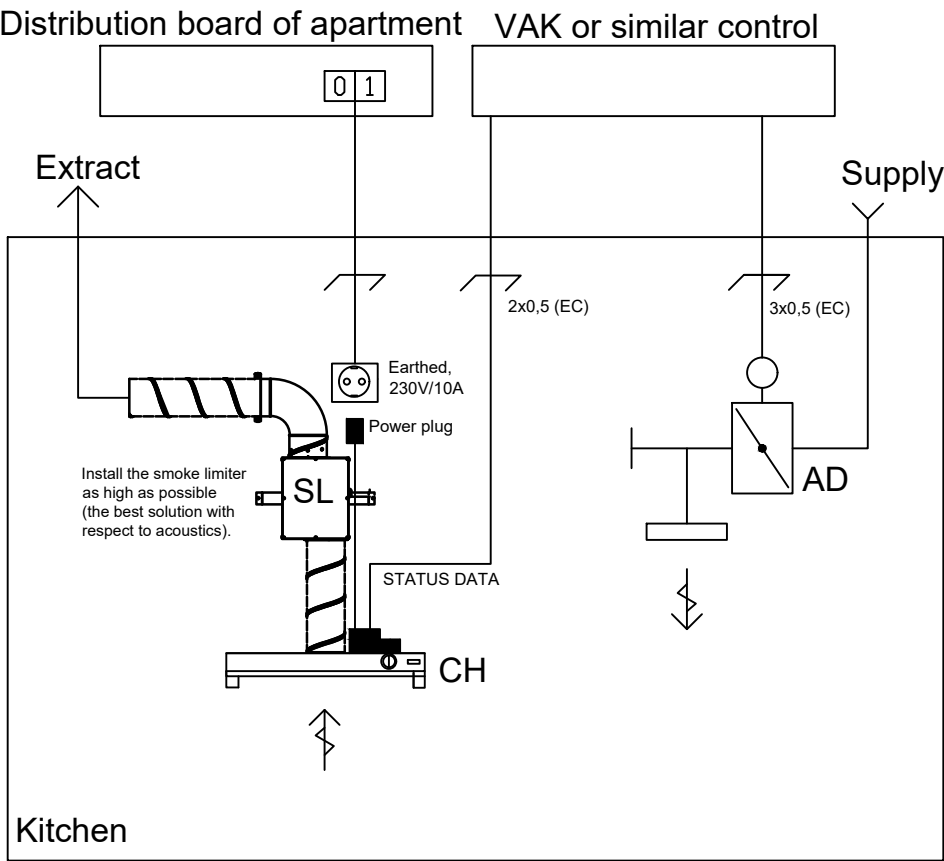 Distribution board of apartment
VAK or similar control
0 1
Extract
Supply
2x0,5 (EC)
3x0,5 (EC)
Earthed,
230V/10A
Power plug
Install the smoke limiter
as high as possible
(the best solution with
respect to acoustics).
SL
AD
STATUS DATA
CH
Kitchen